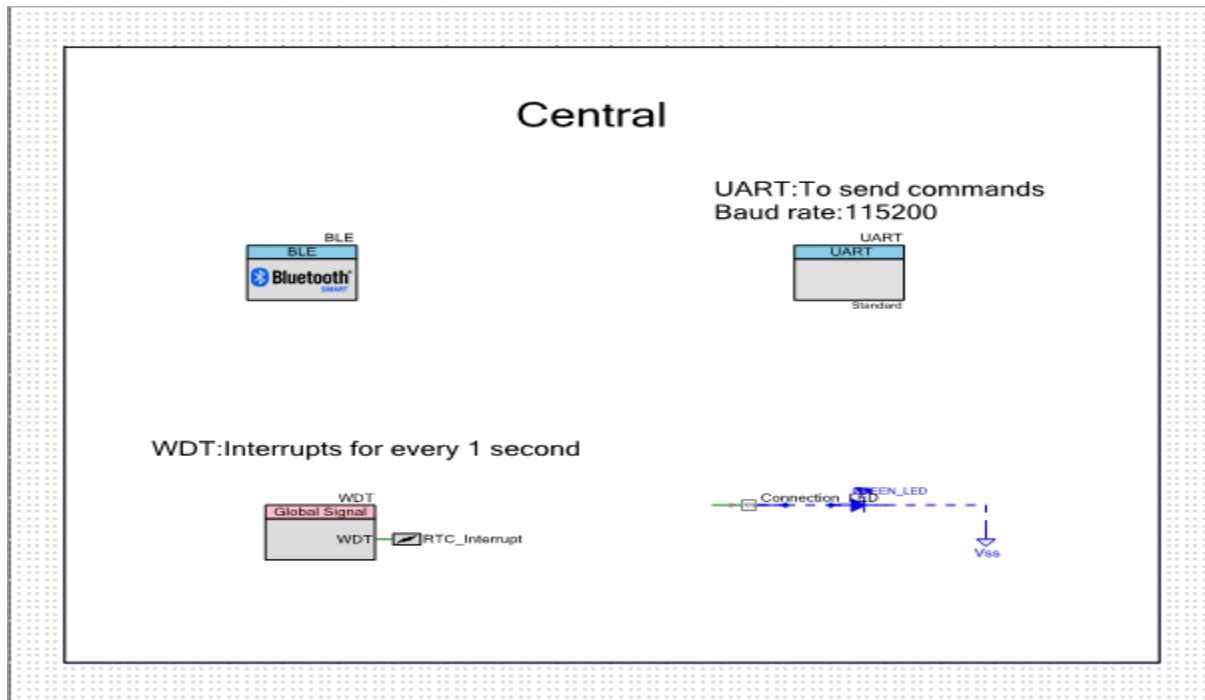 Central
UART:To send commands
Baud rate:115200
BLE
BLE
Bluetooth
SMART
UART
UART
Standard
WDT:Interrupts for every 1 second
WDT
Global Signal
WDT
RTC_Interrupt
Connection_LED
Vss